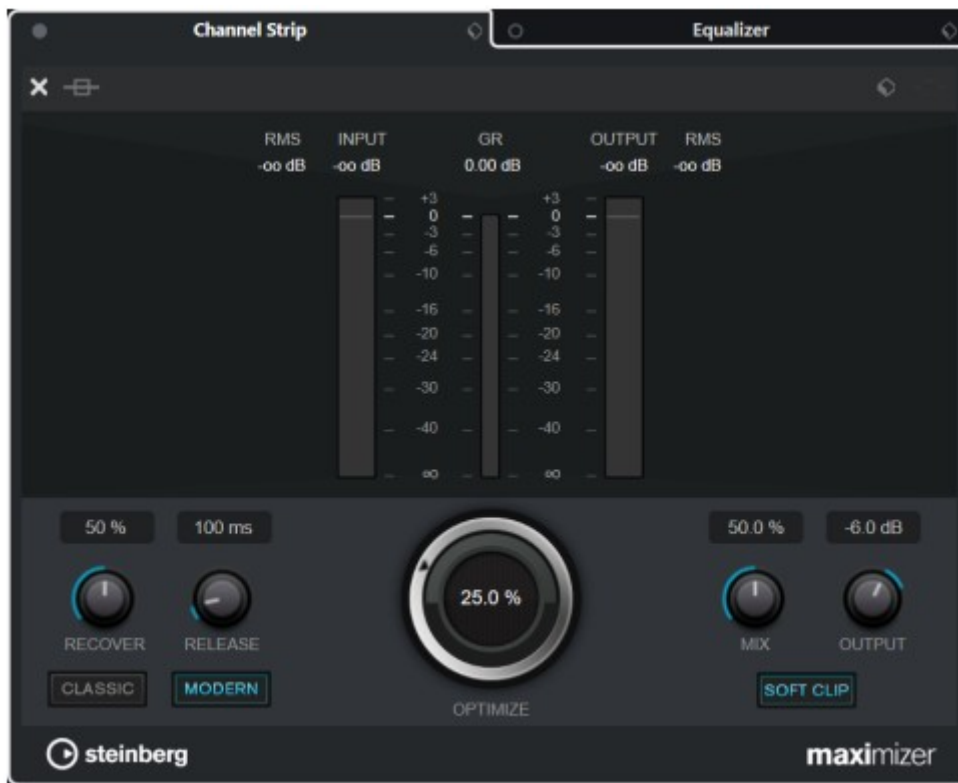 Channel Strip Equalizer
RMS INPUT GR OUTPUT RMS
-oo dB -oo dB 0.00 dB -oo dB -oo dB
+3 +3
0 0
-3 -3
-6 -6
-10 -10
-16 -16
-20 -20
-24 -24
-30 -30
-40 -40
∞ ∞
50 % 100 ms 50.0 % -6.0 dB
25.0 %
RECOVER RELEASE MIX OUTPUT
CLASSIC MODERN SOFT CLIP
OPTIMIZE
steinberg maximizer